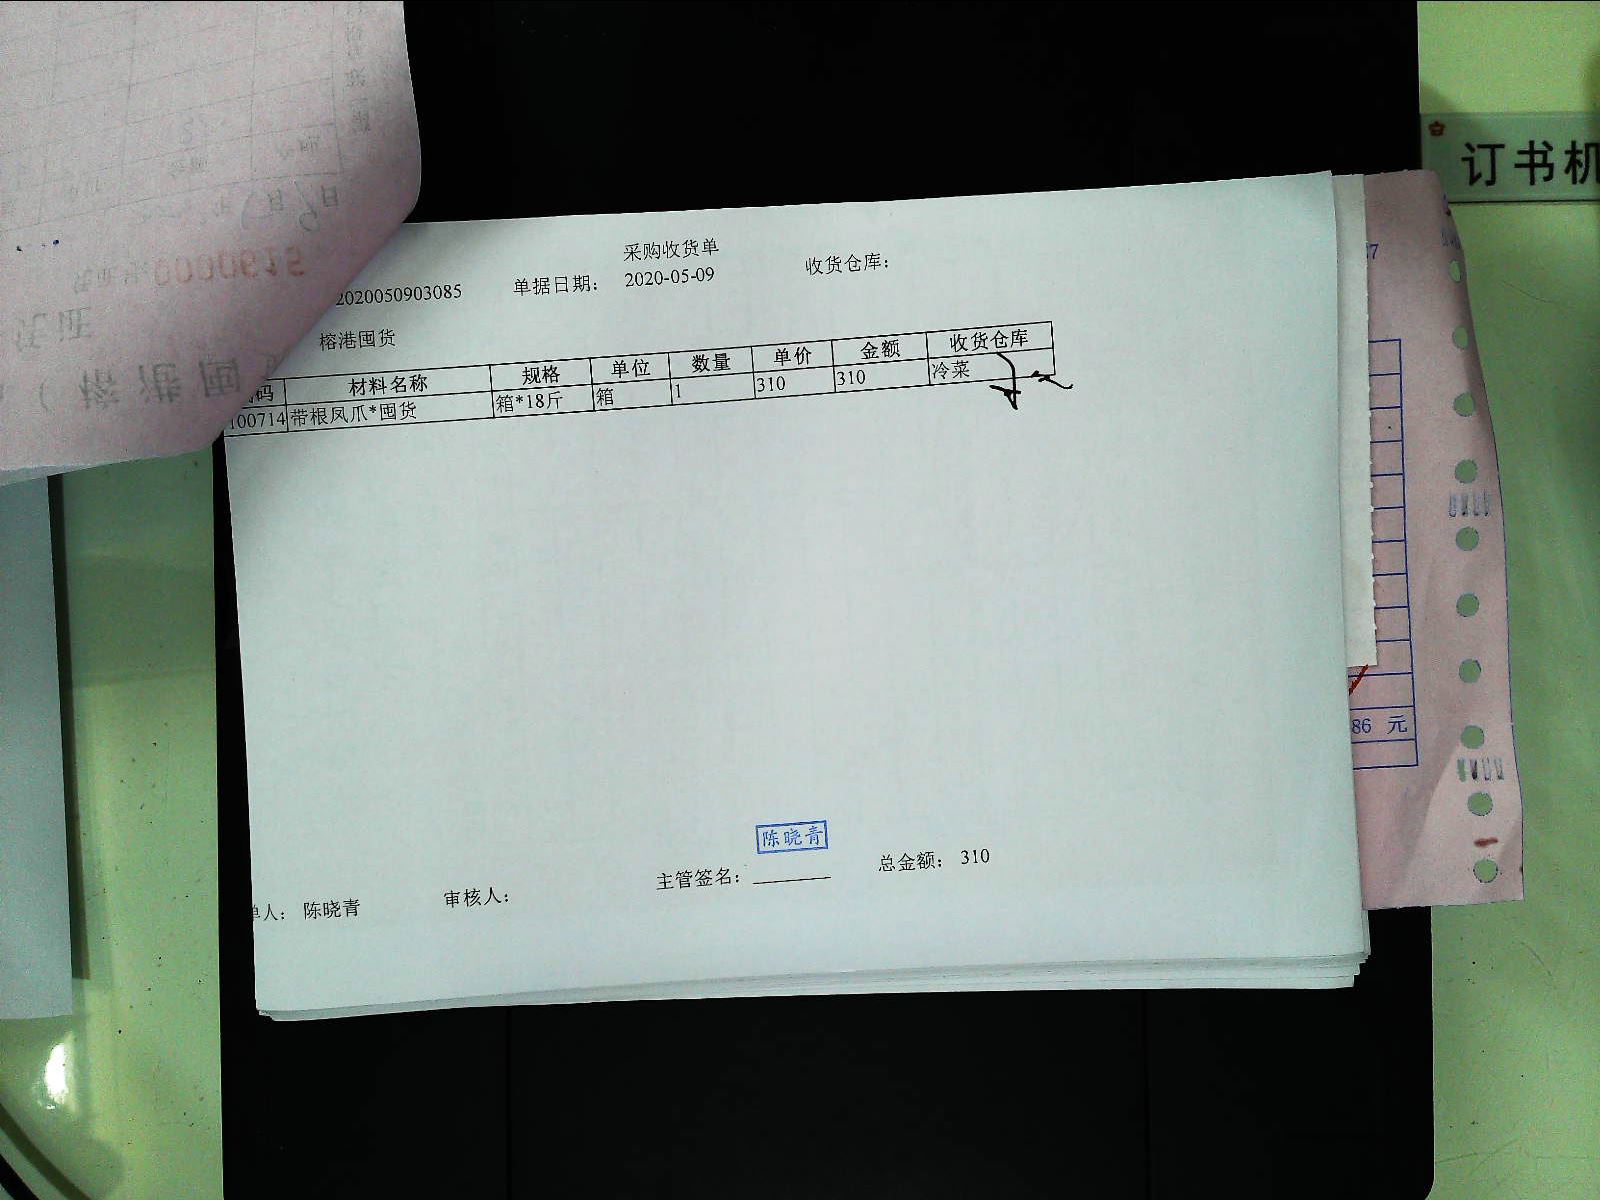 订书机
采购收货单
2020050903085 单据日期： 2020-05-09 收货仓库：
榕港囤货
码 材料名称 规格 单位 数量 单价 金额 收货仓库
100714 带根凤爪*囤货 箱*18斤 箱 1 310 310 冷菜
86 元
陈晓青
单人： 陈晓青 审核人： 主管签名： 总金额： 310
0000615